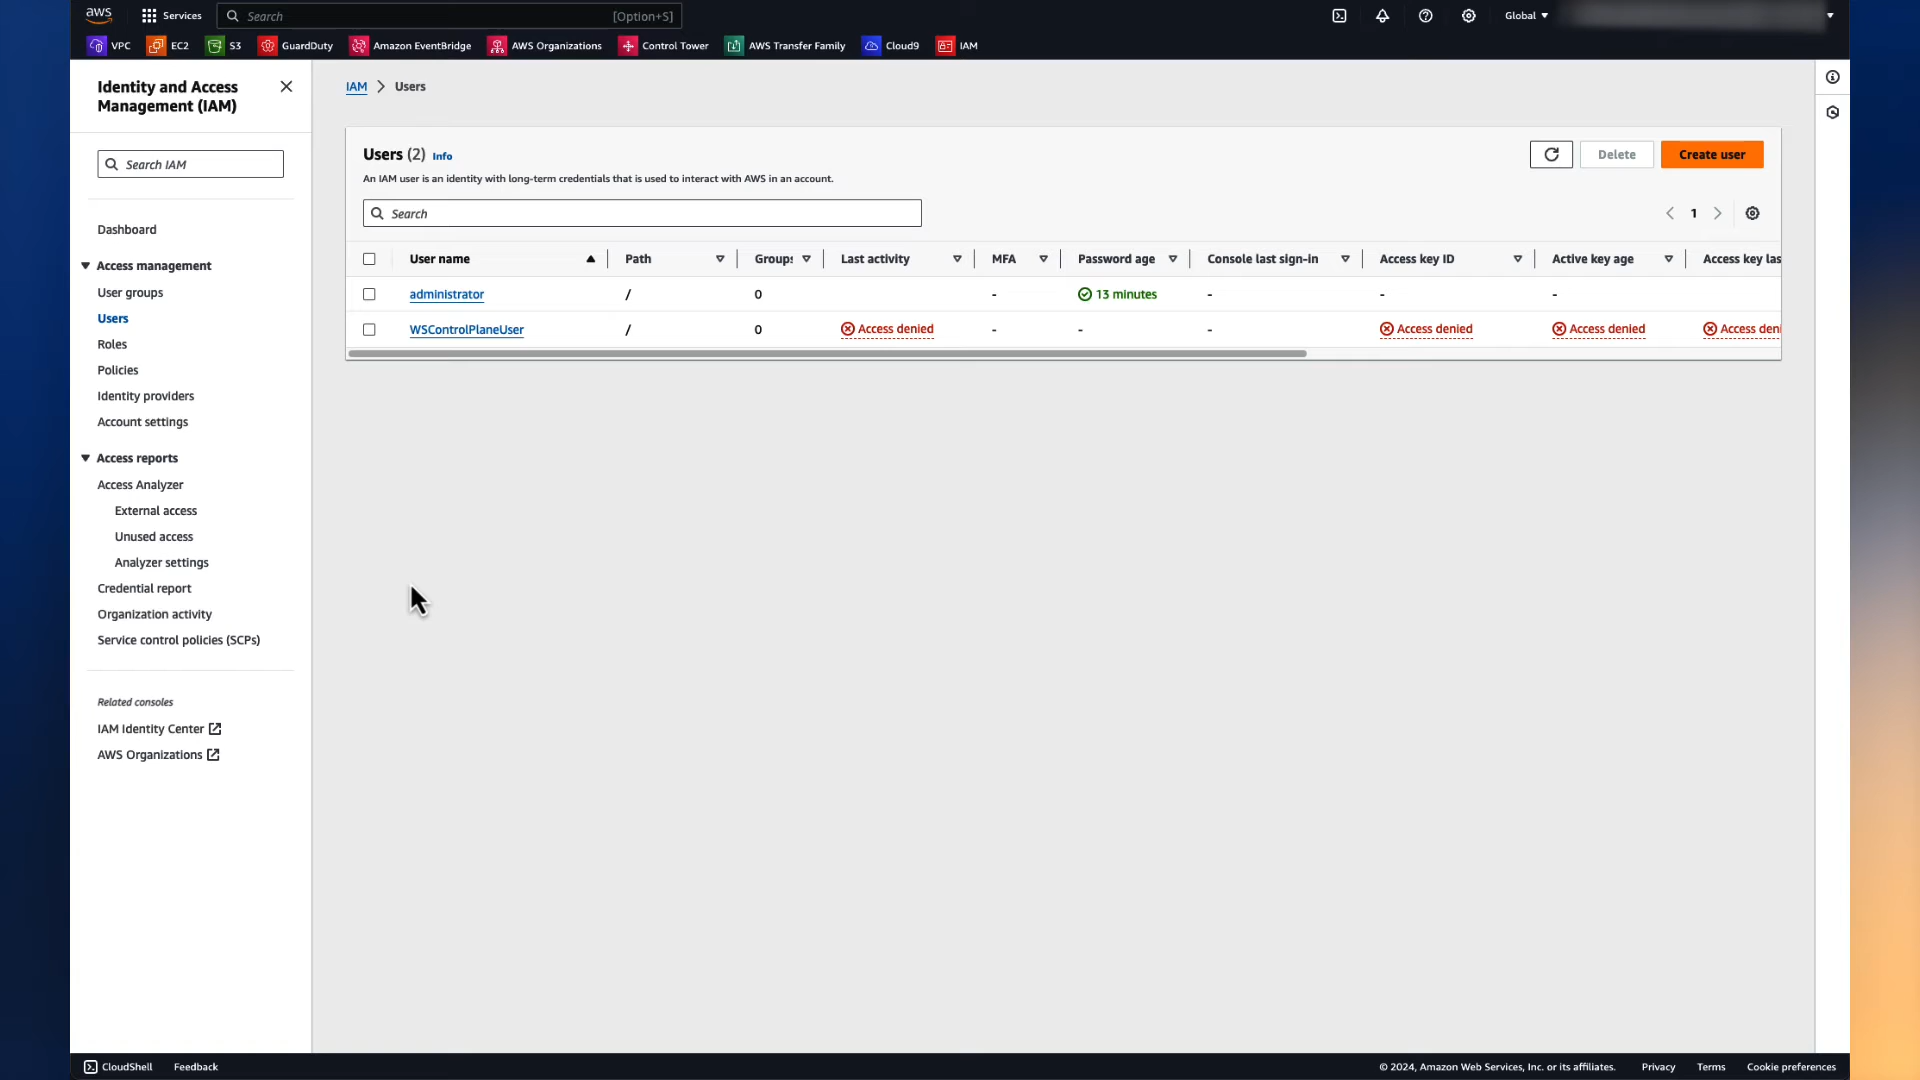 aws
Services
Search
[Option+S]
Global
VPC
EC2
S3
GuardDuty
Amazon EventBridge
AWS Organizations
Control Tower
AWS Transfer Family
Cloud9
IAM
Identity and Access
Management (IAM)
Search IAM
Dashboard
Access management
User groups
Users
Roles
Policies
Identity providers
Account settings
Access reports
Access Analyzer
External access
Unused access
Analyzer settings
Credential report
Organization activity
Service control policies (SCPs)
Related consoles
IAM Identity Center
AWS Organizations
IAM > Users
Users (2) Info
An IAM user is an identity with long-term credentials that is used to interact with AWS in an account.
Delete
Create user
Search
1
User name Path Groups Last activity MFA Password age Console last sign-in Access key ID Active key age Access key las
administrator / 0 - 13 minutes - - -
WSControlPlaneUser / 0 Access denied - - - Access denied Access denied Access deni
CloudShell Feedback © 2024, Amazon Web Services, Inc. or its affiliates. Privacy Terms Cookie preferences